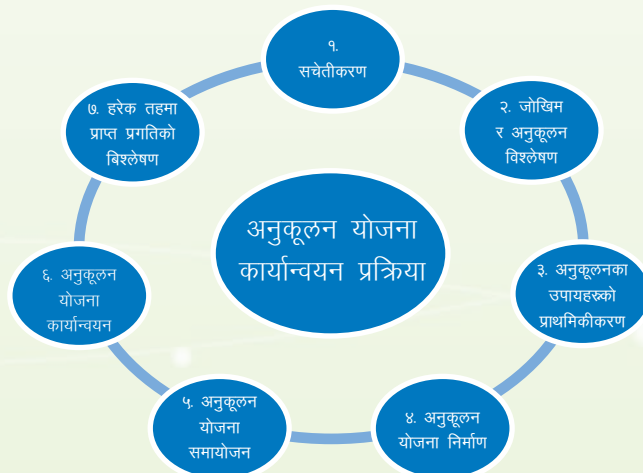 १.
सचेतीकरण
२. जोखिम
र अनुकूलन
विश्लेषण
३. अनुकूलनका
उपायहरुको
प्राथमिकीकरण
४. अनुकूलन
योजना निर्माण
५. अनुकूलन
योजना
समायोजन
६. अनुकूलन
योजना
कार्यान्वयन
७. हरेक तहमा
प्राप्त प्रगतिको
बिश्लेषण
अनुकूलन योजना
कार्यान्वयन प्रक्रिया